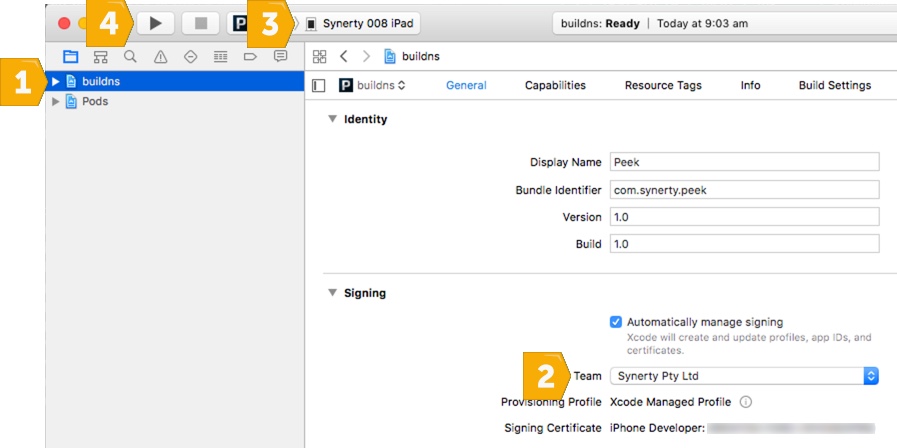 4
P
3
Synerty 008 iPad
buildns: Ready | Today at 9:03 am
buildns
1
buildns
P buildns
General Capabilities Resource Tags Info Build Settings
Pods
Identity
Display Name Peek
Bundle Identifier com.synerty.peek
Version 1.0
Build 1.0
Signing
Automatically manage signing
Xcode will create and update profiles, app IDs, and
certificates.
2
Team Synerty Pty Ltd
Provisioning Profile Xcode Managed Profile
Signing Certificate iPhone Developer: